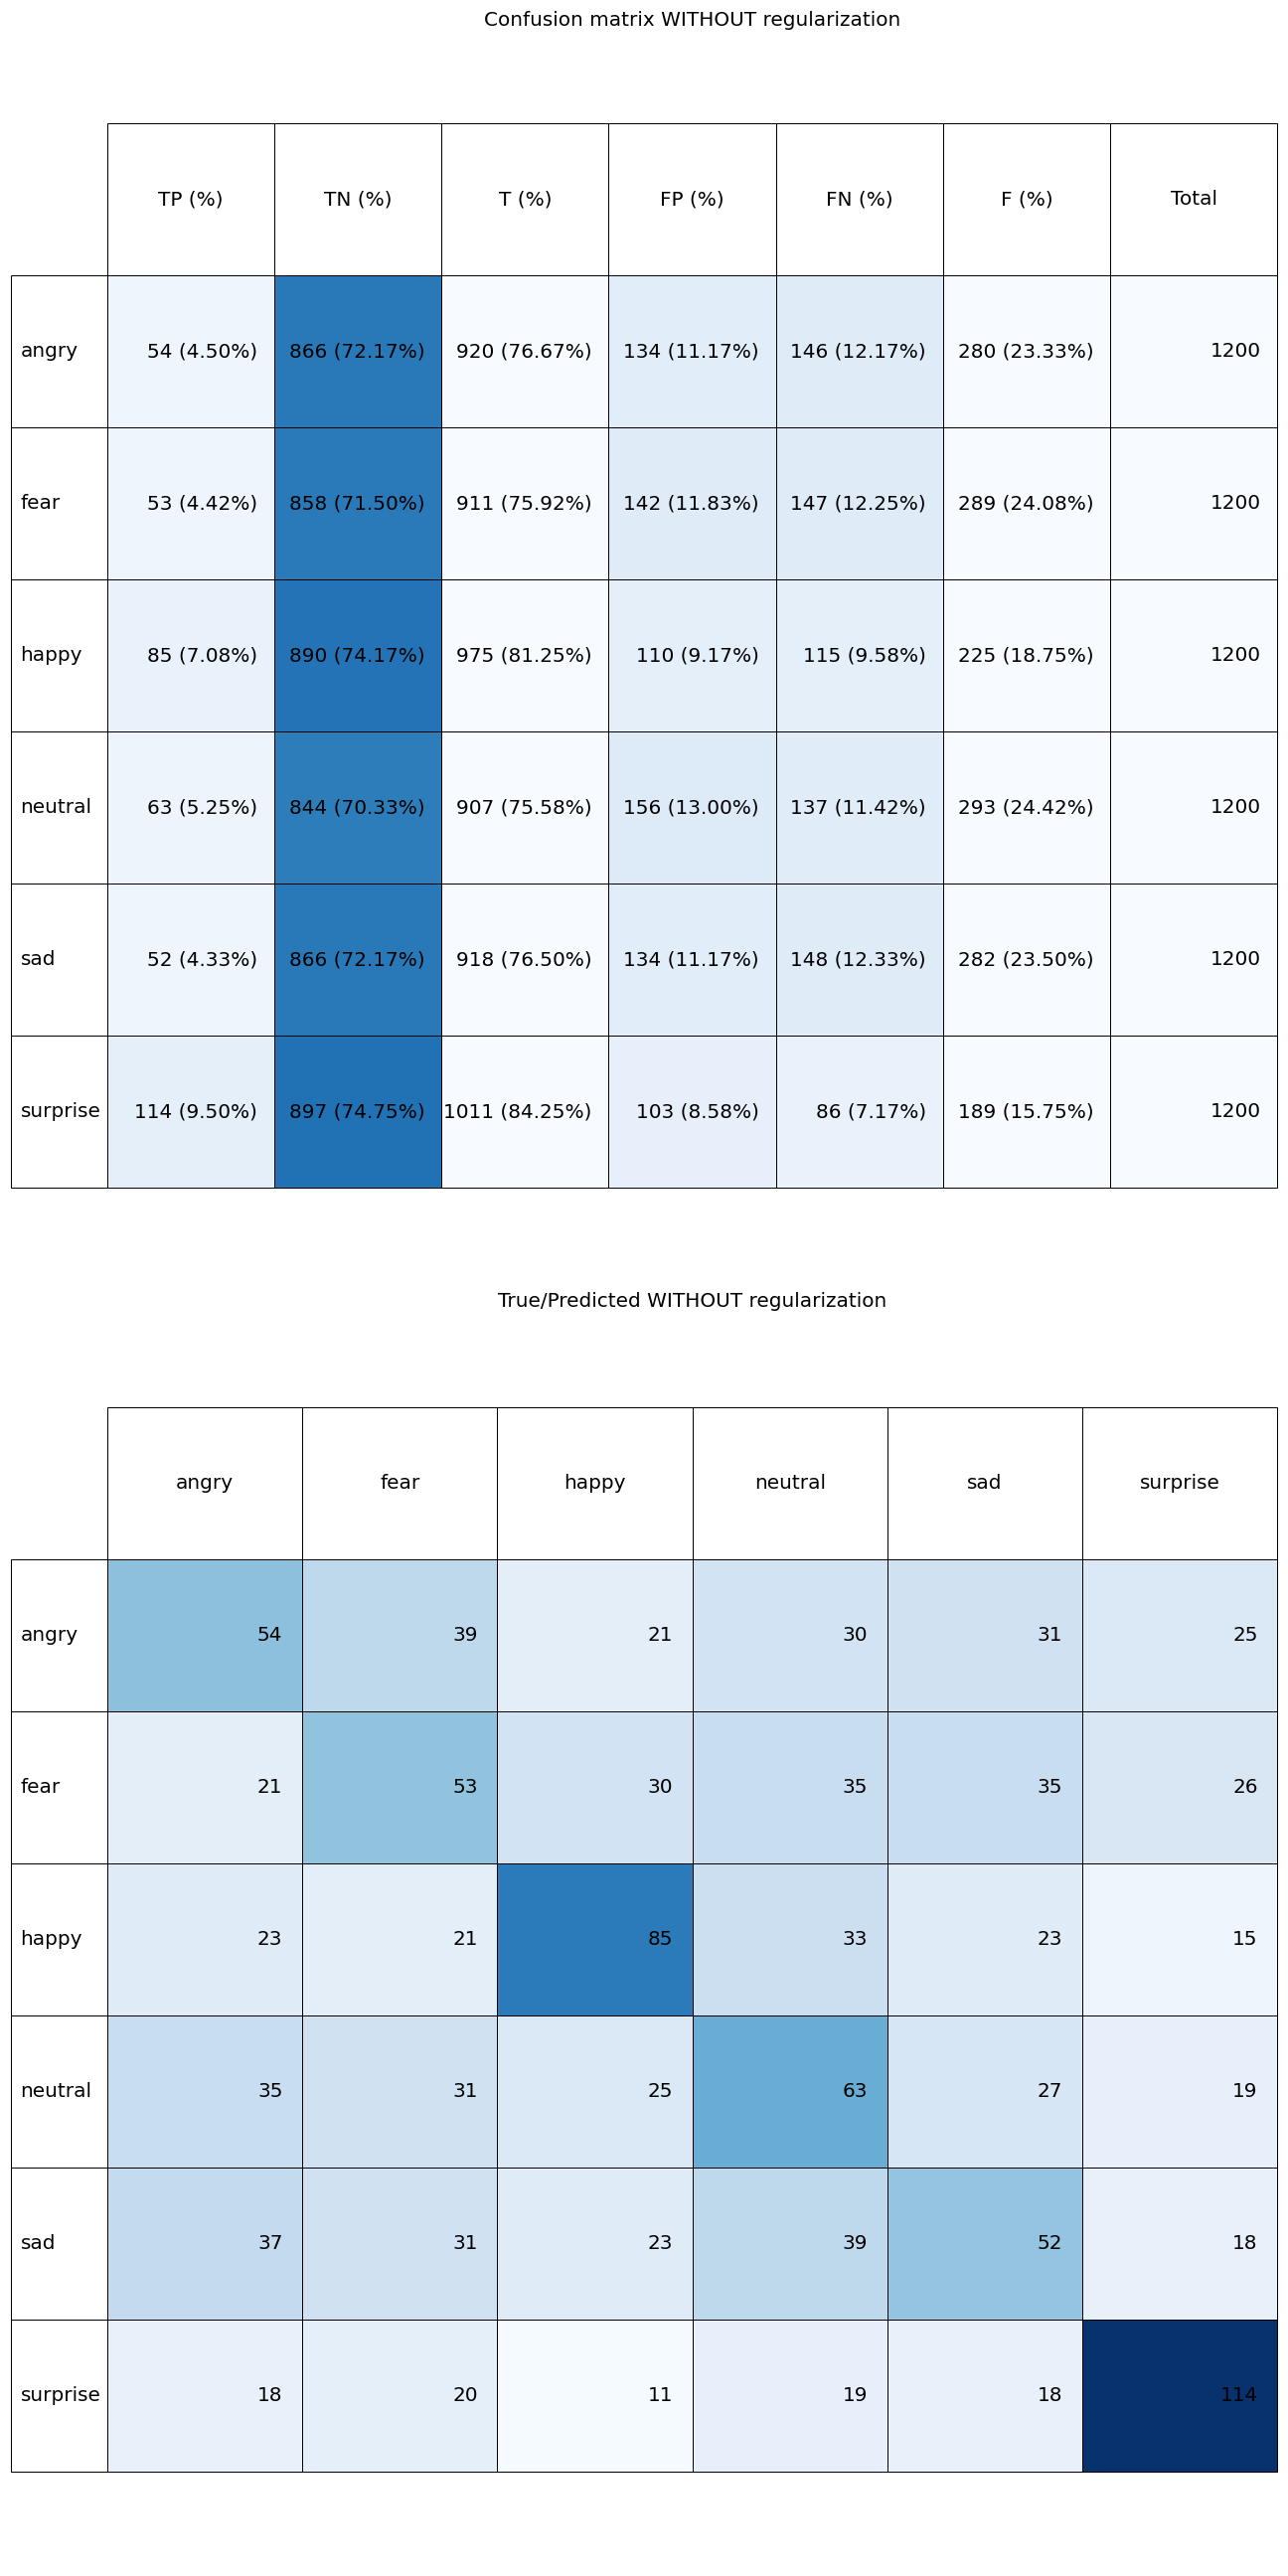 Confusion matrix WITHOUT regularization
TP (%) TN (%) T (%) FP (%) FN (%) F (%) Total
angry 54 (4.50%) 866 (72.17%) 920 (76.67%) 134 (11.17%) 146 (12.17%) 280 (23.33%) 1200
fear 53 (4.42%) 858 (71.50%) 911 (75.92%) 142 (11.83%) 147 (12.25%) 289 (24.08%) 1200
happy 85 (7.08%) 890 (74.17%) 975 (81.25%) 110 (9.17%) 115 (9.58%) 225 (18.75%) 1200
neutral 63 (5.25%) 844 (70.33%) 907 (75.58%) 156 (13.00%) 137 (11.42%) 293 (24.42%) 1200
sad 52 (4.33%) 866 (72.17%) 918 (76.50%) 134 (11.17%) 148 (12.33%) 282 (23.50%) 1200
surprise 114 (9.50%) 897 (74.75%) 1011 (84.25%) 103 (8.58%) 86 (7.17%) 189 (15.75%) 1200
True/Predicted WITHOUT regularization
angry fear happy neutral sad surprise
angry 54 39 21 30 31 25
fear 21 53 30 35 35 26
happy 23 21 85 33 23 15
neutral 35 31 25 63 27 19
sad 37 31 23 39 52 18
surprise 18 20 11 19 18 114